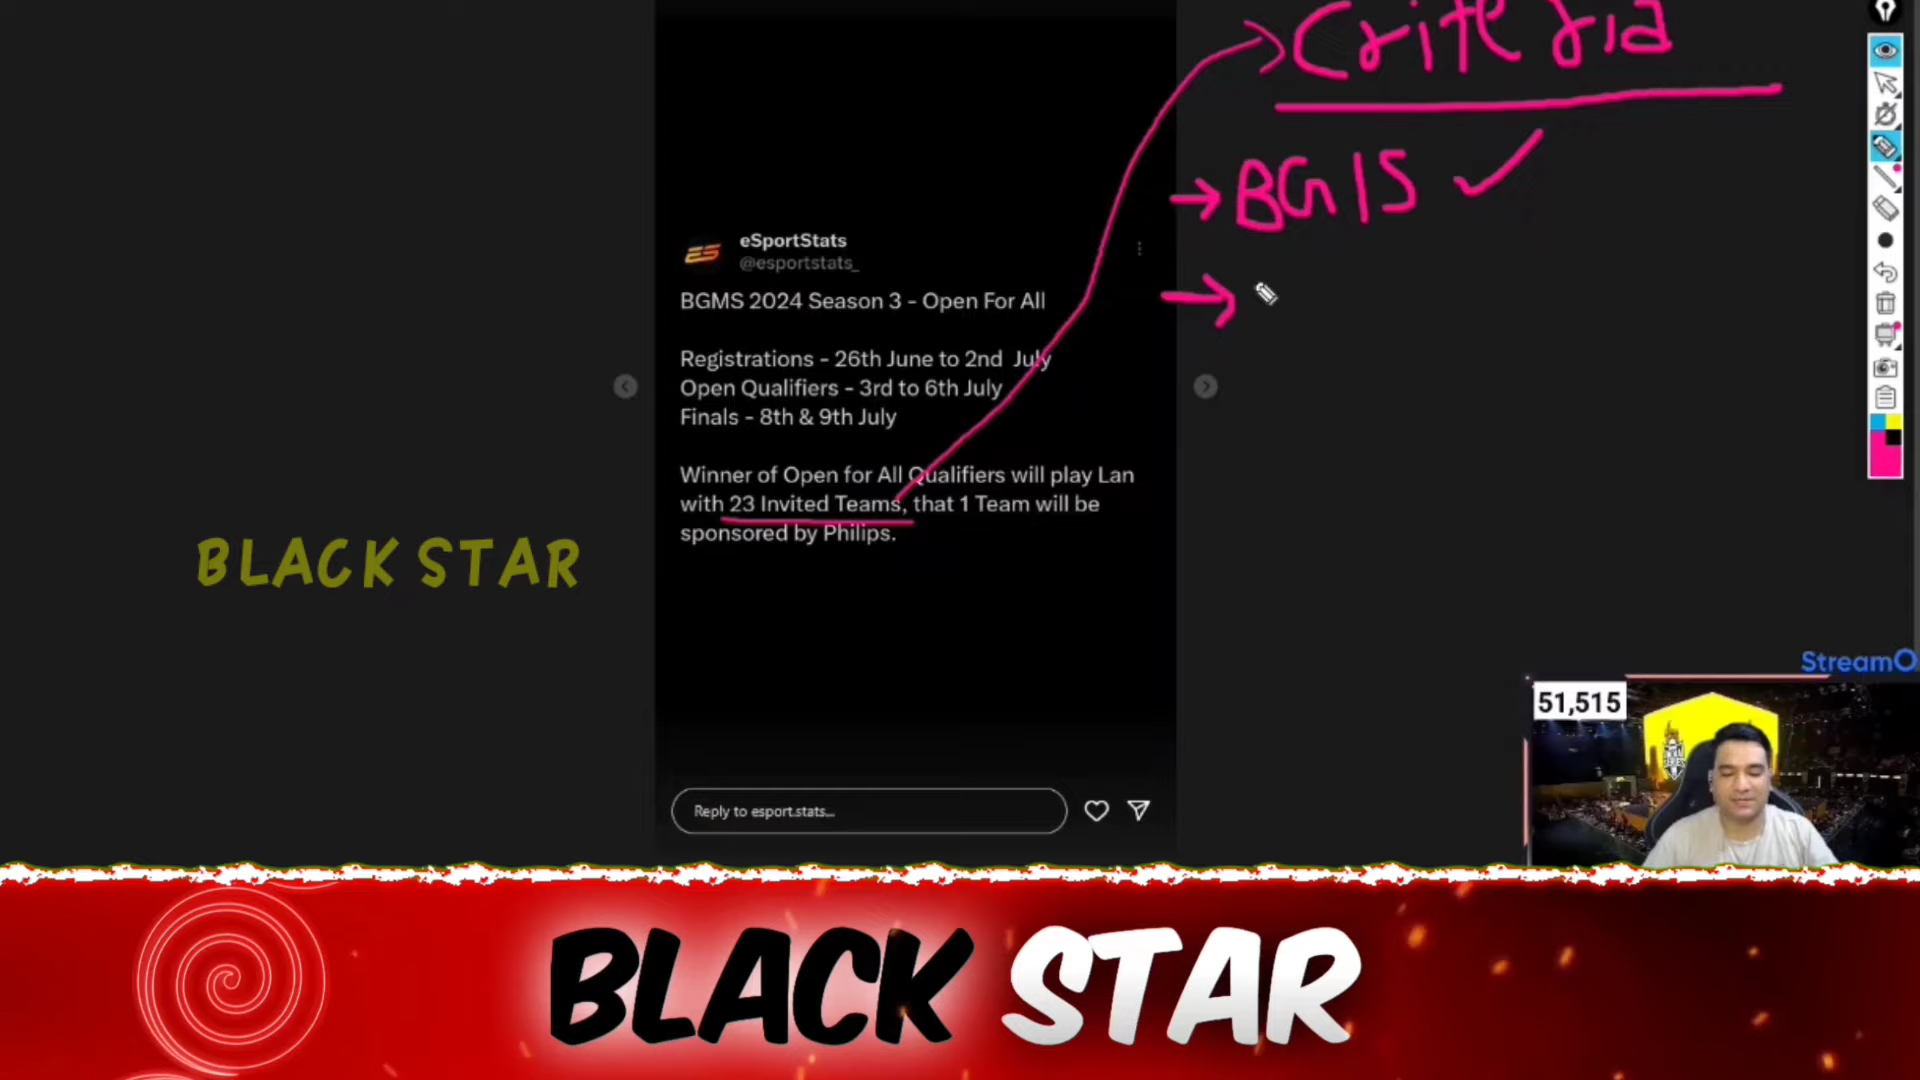 Criteria
→ BGIS ✓
→
eSportStats
@esportstats_
BGMS 2024 Season 3 - Open For All
Registrations - 26th June to 2nd July
Open Qualifiers - 3rd to 6th July
Finals - 8th & 9th July
Winner of Open for All Qualifiers will play Lan
with 23 Invited Teams, that 1 Team will be
sponsored by Philips.
BLACK STAR
Reply to esport.stats...
StreamO
51,515
BLACK STAR